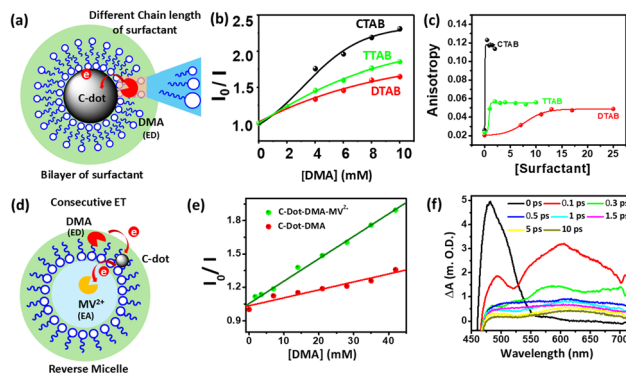 (a)
Different Chain length
of surfactant
e
C-dot
DMA
(ED)
Bilayer of surfactant
(b)
I₀/ I
2.5
2.0
1.5
1.0
CTAB
TTAB
DTAB
0 2 4 6 8 10
[DMA] (mM)
(c)
Anisotropy
0.12
0.10
0.08
0.06
0.04
0.02
CTAB
TTAB
DTAB
0 5 10 15 20 25
[Surfactant]
(d)
Consecutive ET
DMA
(ED)
e
C-dot
e
MV²⁺
(EA)
Reverse Micelle
(e)
I₀/ I
1.8
1.5
1.2
0.9
C-Dot-DMA-MV²⁻
C-Dot-DMA
0 10 20 30 40
[DMA] (mM)
(f)
ΔA (m. O.D.)
5
4
3
2
1
0
0 ps 0.1 ps 0.3 ps
0.5 ps 1 ps 1.5 ps
5 ps 10 ps
450 500 550 600 650 700
Wavelength (nm)